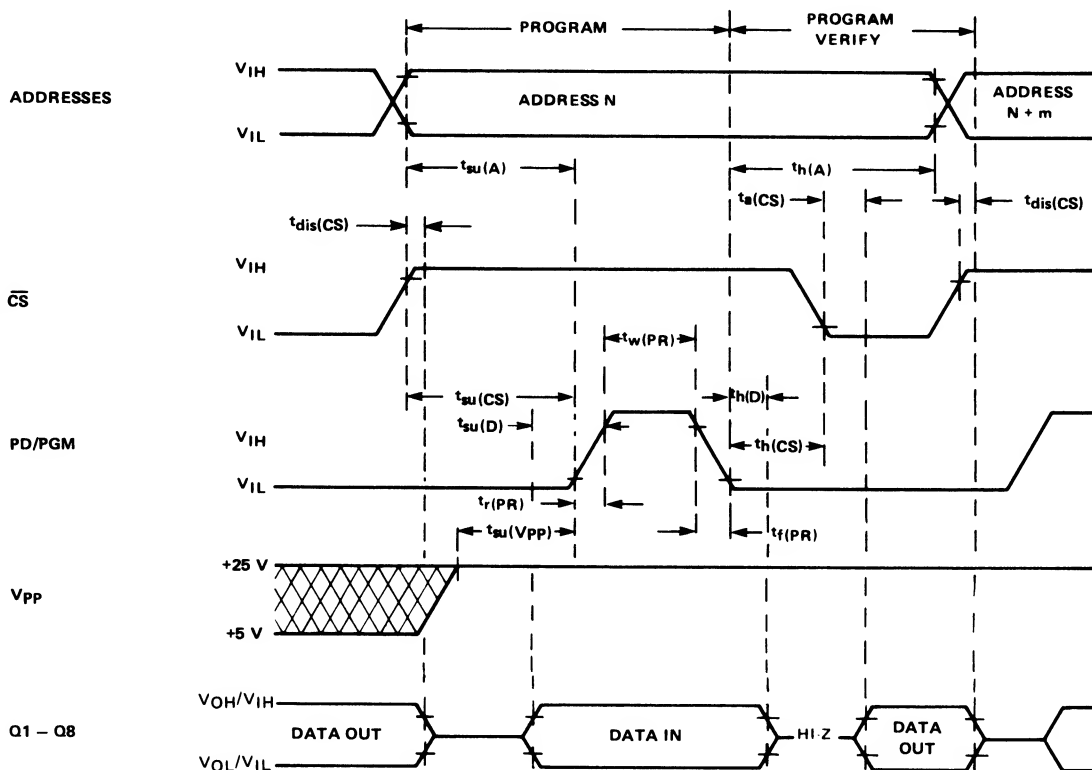 PROGRAM
PROGRAM
VERIFY
ADDRESSES
VIH
VIL
ADDRESS N
ADDRESS
N + m
tsu(A)
th(A)
ta(CS)
tdis(CS)
tdis(CS)
CS
VIH
VIL
tw(PR)
tsu(CS)
th(D)
tsu(D)
PD/PGM
VIH
th(CS)
VIL
tr(PR)
tsu(VPP)
tf(PR)
VPP
+25 V
+5 V
Q1 – Q8
VOH/VIH
DATA OUT
DATA IN
HI-Z
DATA
OUT
VOL/VIL